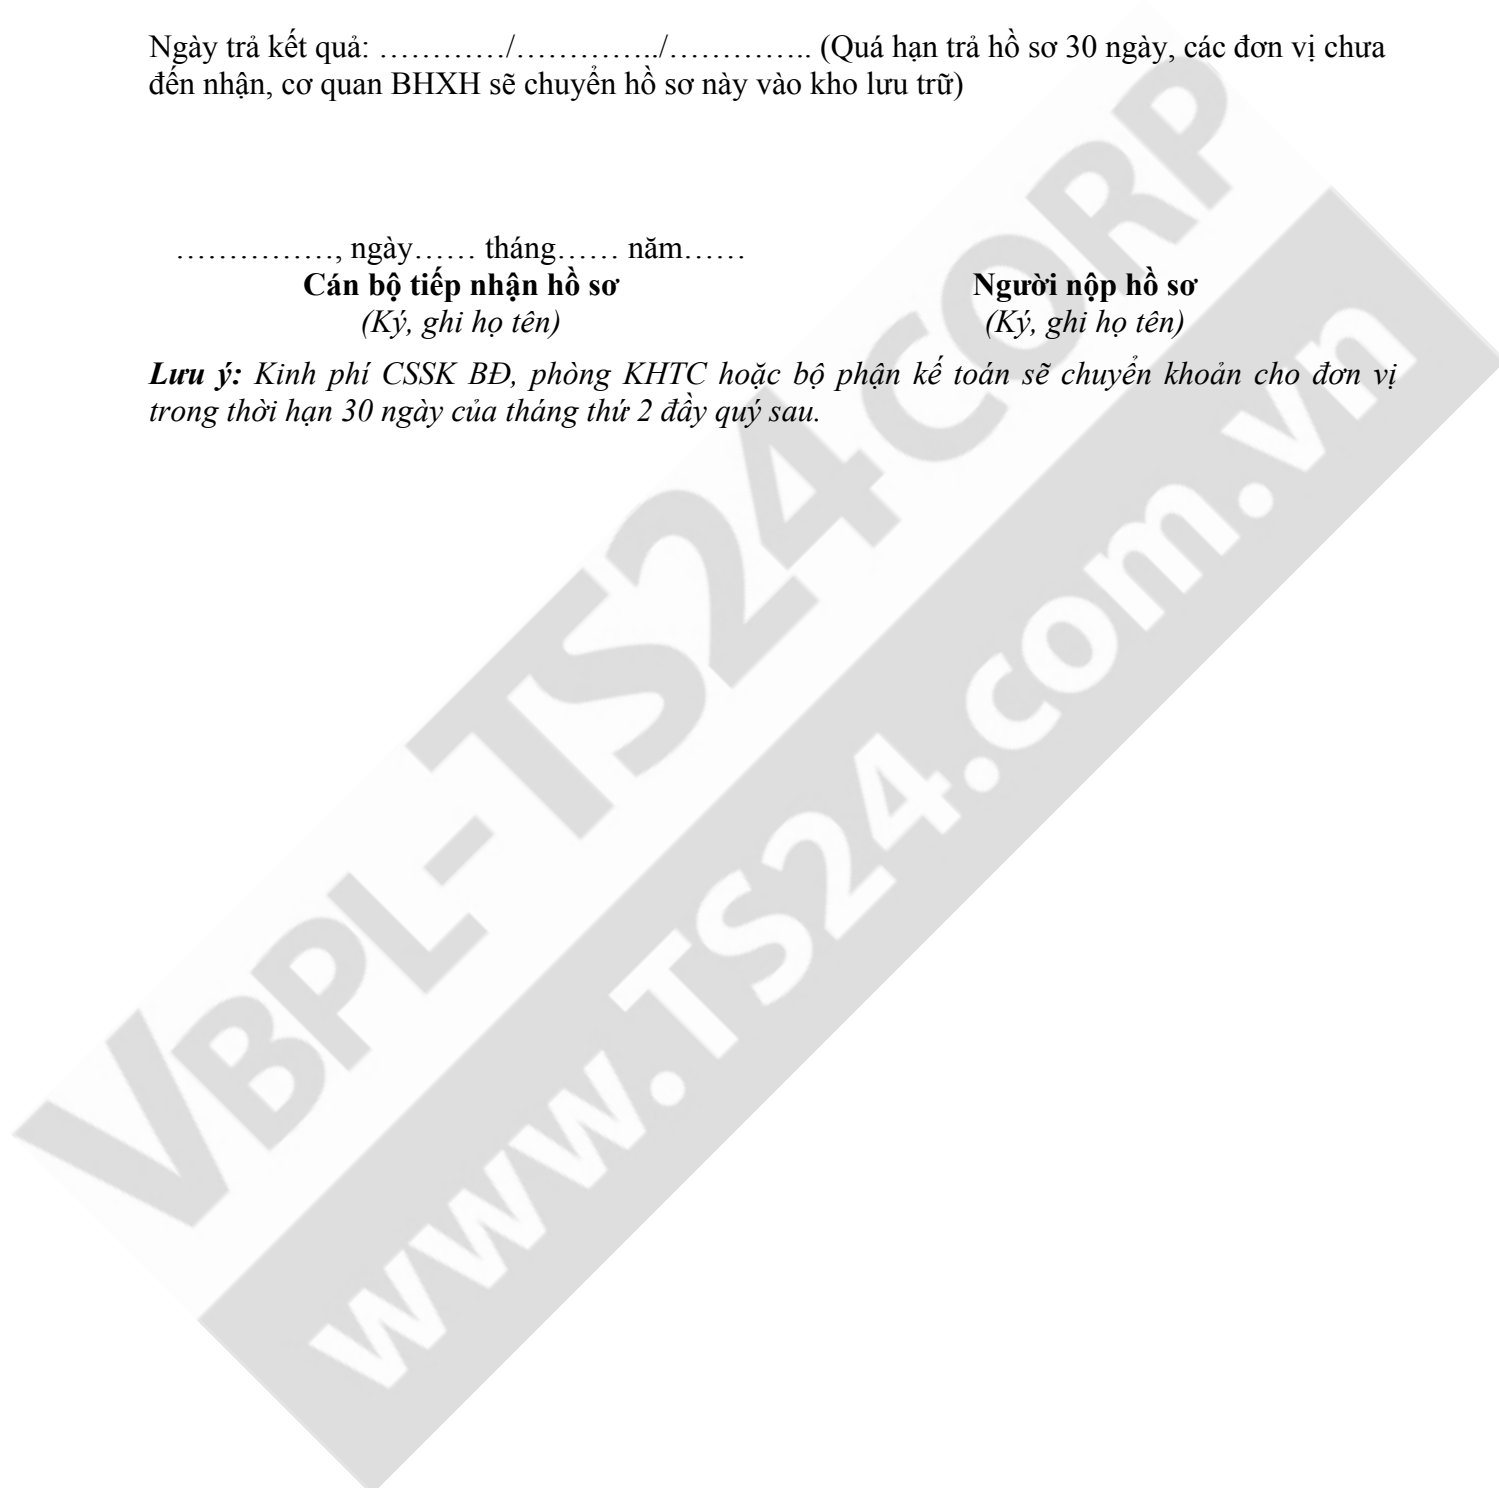 Ngày trả kết quả: …………/…………../………….. (Quá hạn trả hồ sơ 30 ngày, các đơn vị chưa
đến nhận, cơ quan BHXH sẽ chuyển hồ sơ này vào kho lưu trữ)
……………, ngày…… tháng…… năm……
Cán bộ tiếp nhận hồ sơ
Người nộp hồ sơ
(Ký, ghi họ tên)
(Ký, ghi họ tên)
Lưu ý: Kinh phí CSSK BĐ, phòng KHTC hoặc bộ phận kế toán sẽ chuyển khoản cho đơn vị
trong thời hạn 30 ngày của tháng thứ 2 đầy quý sau.
VBPL-TS24CORP
www.TS24.com.vn